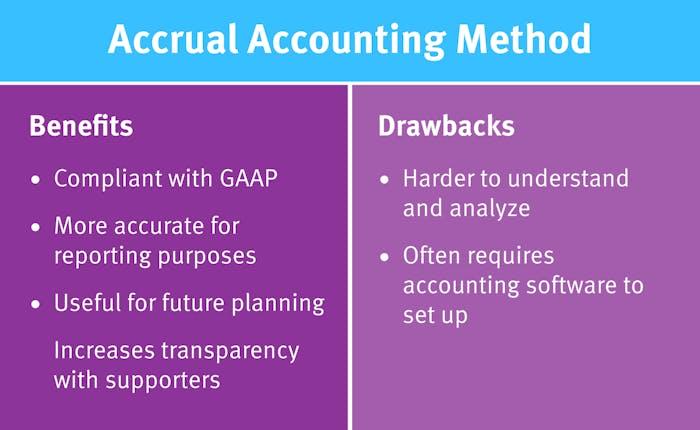 Accrual Accounting Method
Benefits
• Compliant with GAAP
• More accurate for
reporting purposes
• Useful for future planning
Increases transparency
with supporters
Drawbacks
• Harder to understand
and analyze
• Often requires
accounting software to
set up